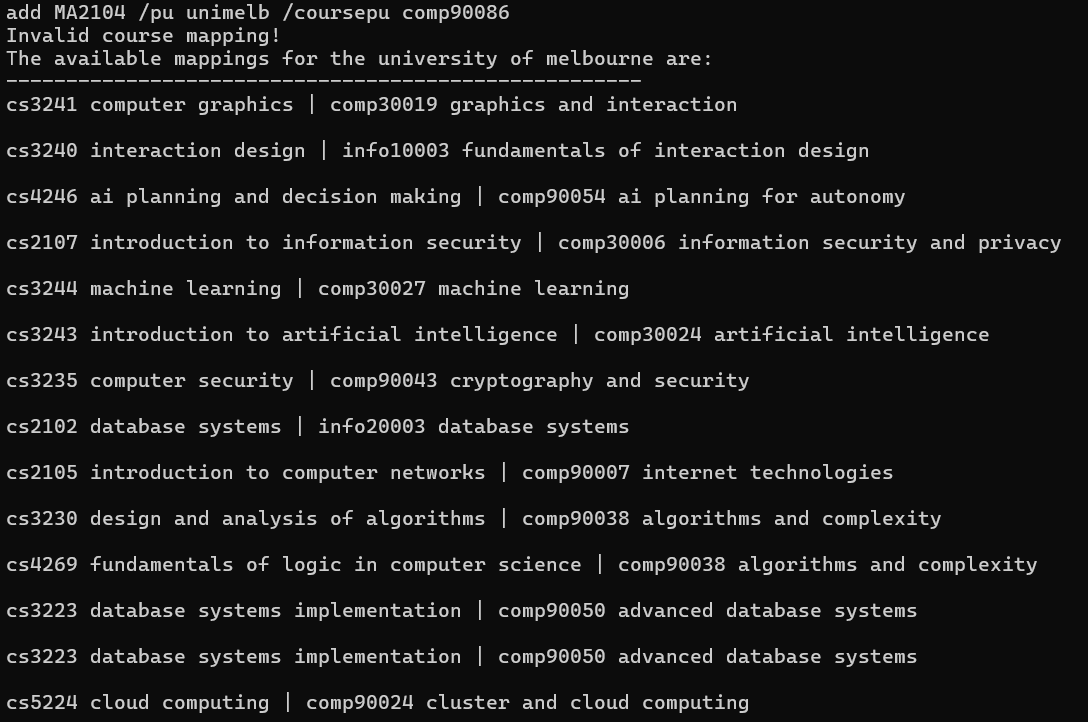 add MA2104 /pu unimelb /coursepu comp90086
Invalid course mapping!
The available mappings for the university of melbourne are:
-----------------------------------------------------
cs3241 computer graphics | comp30019 graphics and interaction
cs3240 interaction design | info10003 fundamentals of interaction design
cs4246 ai planning and decision making | comp90054 ai planning for autonomy
cs2107 introduction to information security | comp30006 information security and privacy
cs3244 machine learning | comp30027 machine learning
cs3243 introduction to artificial intelligence | comp30024 artificial intelligence
cs3235 computer security | comp90043 cryptography and security
cs2102 database systems | info20003 database systems
cs2105 introduction to computer networks | comp90007 internet technologies
cs3230 design and analysis of algorithms | comp90038 algorithms and complexity
cs4269 fundamentals of logic in computer science | comp90038 algorithms and complexity
cs3223 database systems implementation | comp90050 advanced database systems
cs3223 database systems implementation | comp90050 advanced database systems
cs5224 cloud computing | comp90024 cluster and cloud computing